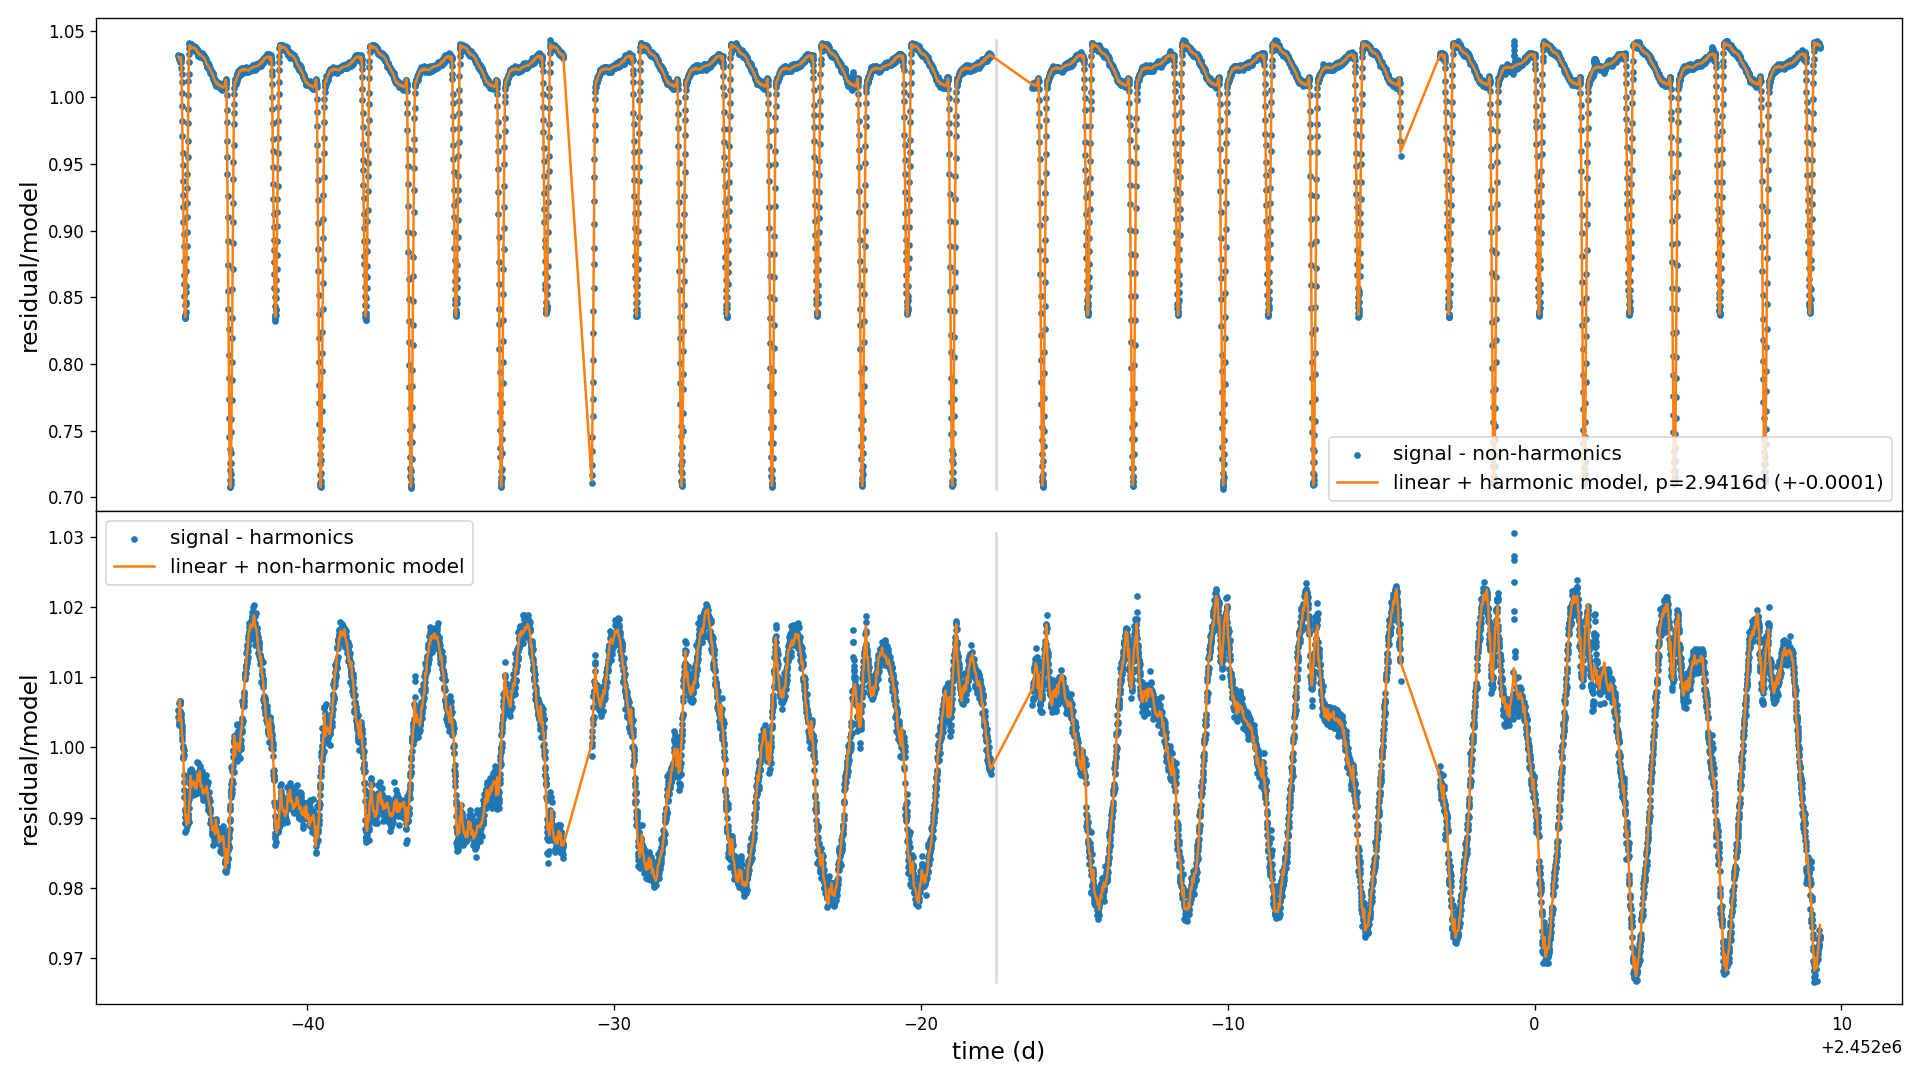 1.05
1.00
0.95
0.90
0.85
0.80
0.75
0.70
residual/model
signal - non-harmonics
linear + harmonic model, p=2.9416d (+-0.0001)
signal - harmonics
linear + non-harmonic model
1.03
1.02
1.01
1.00
0.99
0.98
0.97
residual/model
−40 −30 −20 −10 0 10
+2.452e6
time (d)